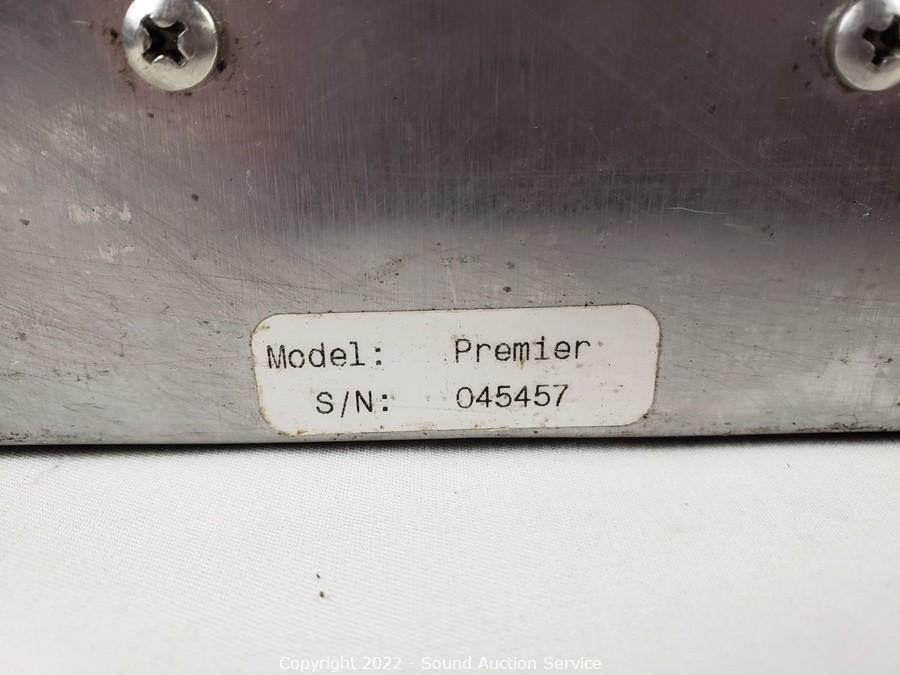 Model: Premier
S/N: 045457
Copyright 2022 - Sound Auction Service